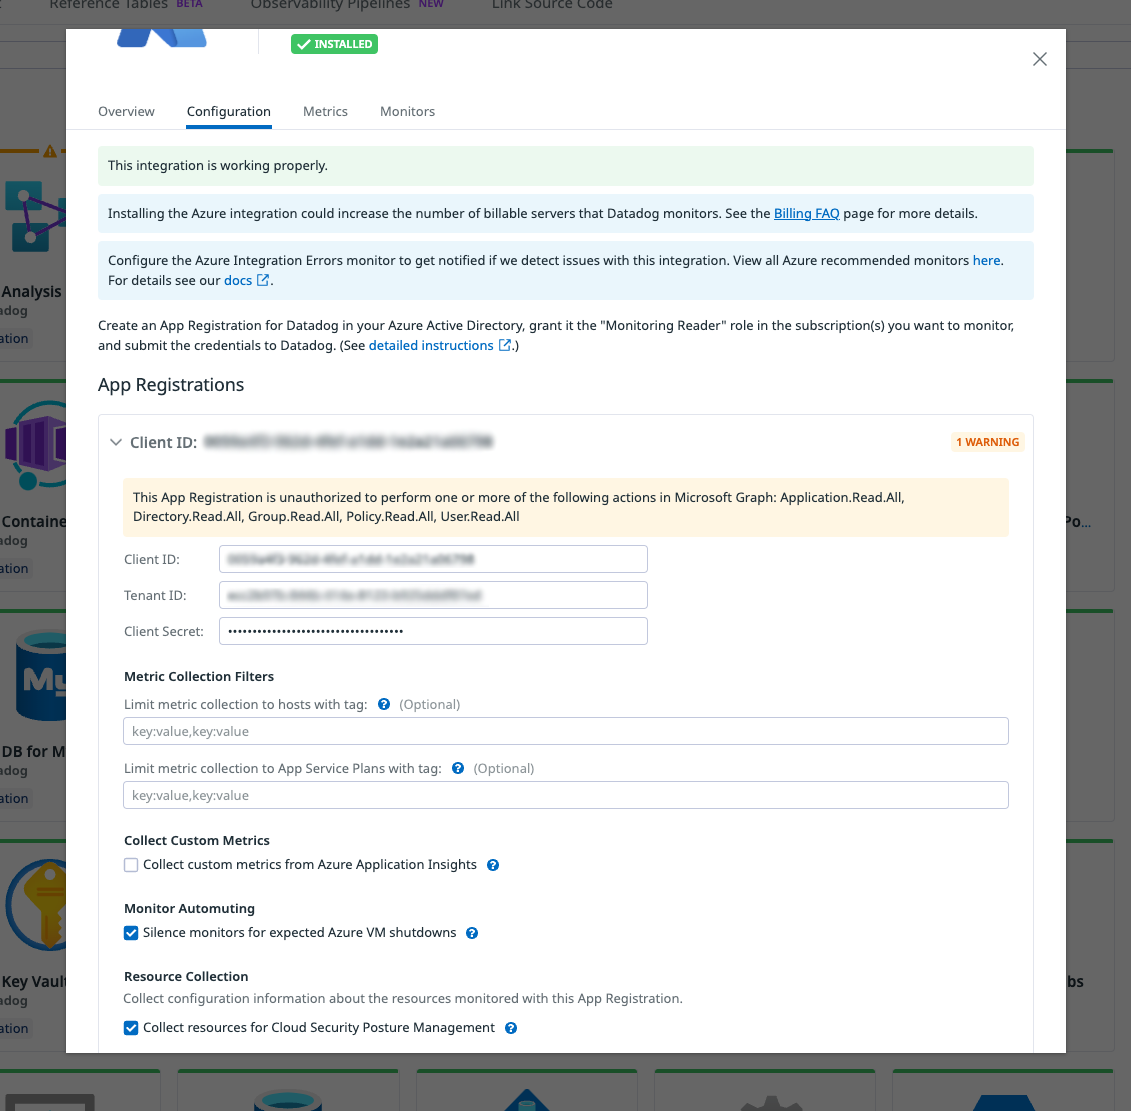 Reference Tables BETA
Observability Pipelines NEW
Link Source Code
INSTALLED
Overview
Configuration
Metrics
Monitors
This integration is working properly.
Installing the Azure integration could increase the number of billable servers that Datadog monitors. See the Billing FAQ page for more details.
Configure the Azure Integration Errors monitor to get notified if we detect issues with this integration. View all Azure recommended monitors here.
For details see our docs.
Create an App Registration for Datadog in your Azure Active Directory, grant it the "Monitoring Reader" role in the subscription(s) you want to monitor,
and submit the credentials to Datadog. (See detailed instructions.)
App Registrations
Client ID:
1 WARNING
This App Registration is unauthorized to perform one or more of the following actions in Microsoft Graph: Application.Read.All,
Directory.Read.All, Group.Read.All, Policy.Read.All, User.Read.All
Client ID:
Tenant ID:
Client Secret: ••••••••••••••••••••••••••••••••••••
Metric Collection Filters
Limit metric collection to hosts with tag: (Optional)
key:value,key:value
Limit metric collection to App Service Plans with tag: (Optional)
key:value,key:value
Collect Custom Metrics
Collect custom metrics from Azure Application Insights
Monitor Automuting
Silence monitors for expected Azure VM shutdowns
Resource Collection
Collect configuration information about the resources monitored with this App Registration.
Collect resources for Cloud Security Posture Management
Analysis
adog
ation
Containe
adog
ation
Po...
My
DB for M
adog
ation
Key Vaul
adog
ation
bs